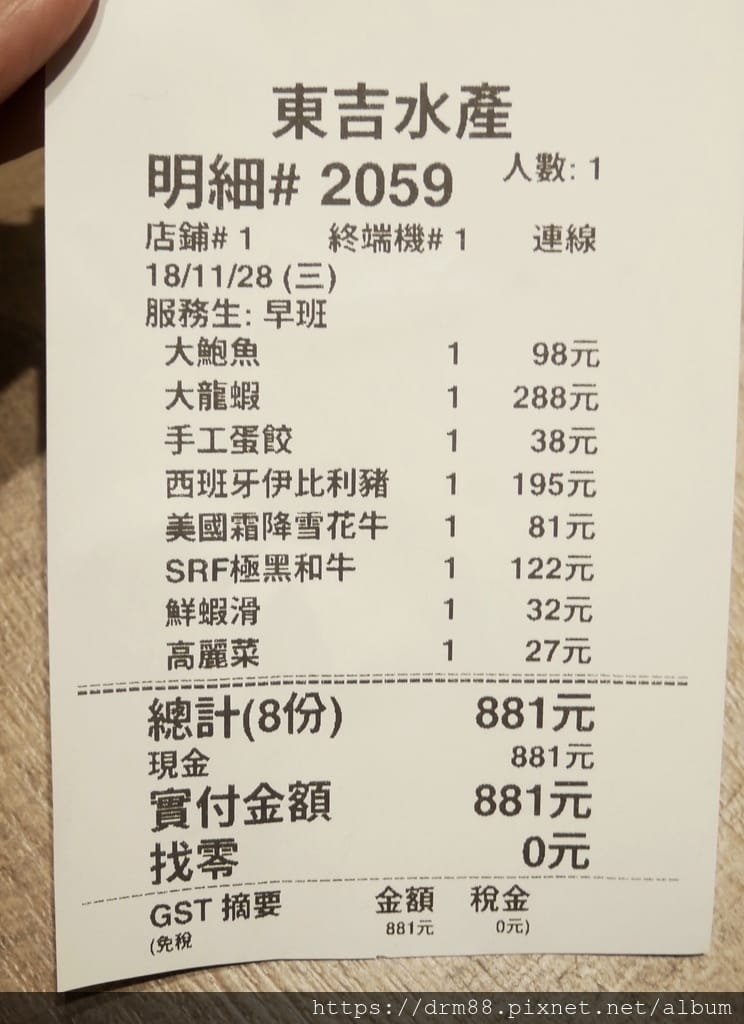 東吉水產
明細# 2059 人數: 1
店鋪# 1 終端機# 1 連線
18/11/28 (三)
服務生: 早班
大鮑魚 1 98元
大龍蝦 1 288元
手工蛋餃 1 38元
西班牙伊比利豬 1 195元
美國霜降雪花牛 1 81元
SRF極黑和牛 1 122元
鮮蝦滑 1 32元
高麗菜 1 27元
總計(8份) 881元
現金 881元
實付金額 881元
找零 0元
GST 摘要 金額 稅金
(免稅 881元 0元)
https://drm88.pixnet.net/album